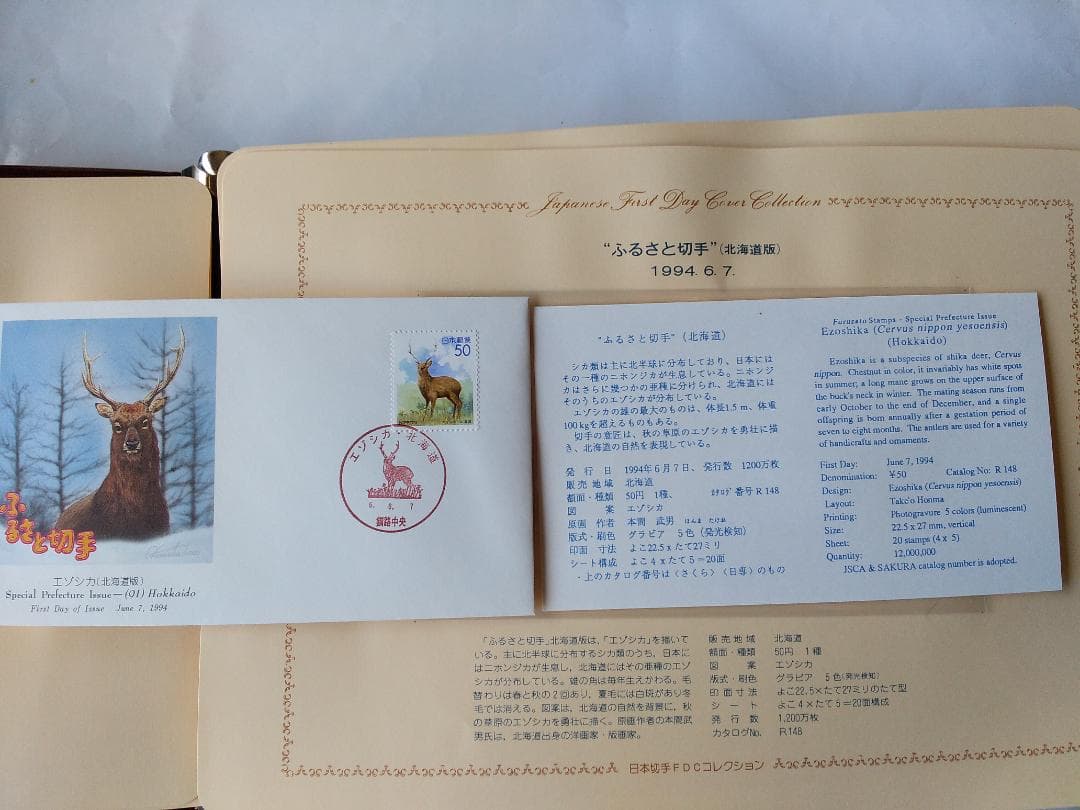 Japanese First Day Cover Collection
"ふるさと切手"(北海道版)
1994. 6. 7.
日本郵便
50
エゾシカ・北海道
6. 6. 7
釧路中央
ふるさと切手
エゾシカ(北海道版)
Special Prefecture Issue—(01) Hokkaido
First Day of Issue June 7, 1994
"ふるさと切手"(北海道)
シカ類は主に北半球に分布しており、日本には
その一種のニホンジカが生息している。ニホンジ
カはさらに幾つかの亜種に分けられ、北海道には
そのうちのエゾシカが分布している。
エゾシカの雄の最大のものは、体長1.5m、体重
100kgを超えるものもある。
切手の意匠は、秋の草原のエゾシカを勇壮に描
き、北海道の自然を表現している。
発行日 1994年6月7日、発行数 1200万枚
販売地域 北海道
額面・種類 50円 1種、 カタログ番号 R 148
図案 エゾシカ
原画作者 本間 武男 ほんま たけお
版式・刷色 グラビア 5色(発光検知)
印面寸法 よこ22.5×たて27ミリ
シート構成 よこ4×たて5=20面
・上のカタログ番号は〈さくら〉〈日専〉のもの
Fururato Stamps - Special Prefecture Issue
Ezoshika (Cervus nippon yesoensis)
(Hokkaido)
Ezoshika is a subspecies of shika deer, Cervus
nippon. Chestnut in color, it invariably has white spots
in summer; a long mane grows on the upper surface of
the buck's neck in winter. The mating season runs from
early October to the end of December, and a single
offspring is born annually after a gestation period of
seven to eight months. The antlers are used for a variety
of handicrafts and ornaments.
First Day: June 7, 1994
Denomination: ¥50 Catalog No: R 148
Design: Ezoshika (Cervus nippon yesoensis)
Layout: Take'o Honma
Printing: Photogravure 5 colors (luminescent)
Size: 22.5 x 27 mm, vertical
Sheet: 20 stamps (4 x 5)
Quantity: 12,000,000
JSCA & SAKURA catalog number is adopted.
「ふるさと切手」北海道版は、「エゾシカ」を描いて
いる。主に北半球に分布するシカ類のうち、日本に
はニホンジカが生息し、北海道にはその亜種のエゾ
シカが分布している。雄の角は毎年生えかわる。毛
替わりは春と秋の2回あり、夏毛には白斑があり冬
毛では消える。図案は、北海道の自然を背景に、秋
の草原のエゾシカを勇壮に描く。原画作者の本間武
男氏は、北海道出身の洋画家・版画家。
販売地域 北海道
額面・種類 50円 1種
図案 エゾシカ
版式・刷色 グラビア 5色(発光検知)
印面寸法 よこ22.5×たて27ミリのたて型
シート よこ4×たて5=20面構成
発行数 1,200万枚
カタログNo. R148
日本切手FDCコレクション